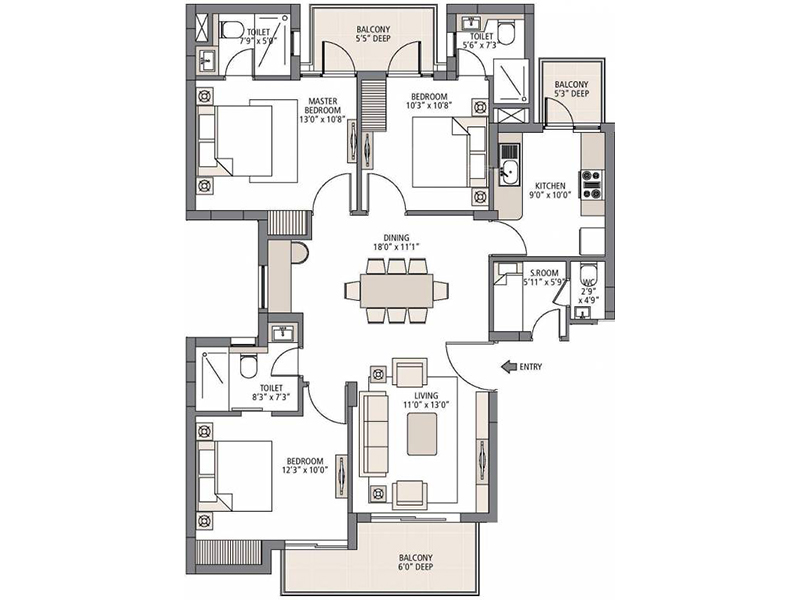 TOILET
7'9" x 5'0"
BALCONY
5'5" DEEP
TOILET
5'6" x 7'3"
MASTER
BEDROOM
13'0" x 10'8"
BEDROOM
10'3" x 10'8"
BALCONY
5'3" DEEP
KITCHEN
9'0" x 10'0"
DINING
18'0" x 11'1"
S.ROOM
5'11" x 5'9"
WC
2'9"
x 4'9"
ENTRY
TOILET
8'3" x 7'3"
LIVING
11'0" x 13'0"
BEDROOM
12'3" x 10'0"
BALCONY
6'0" DEEP